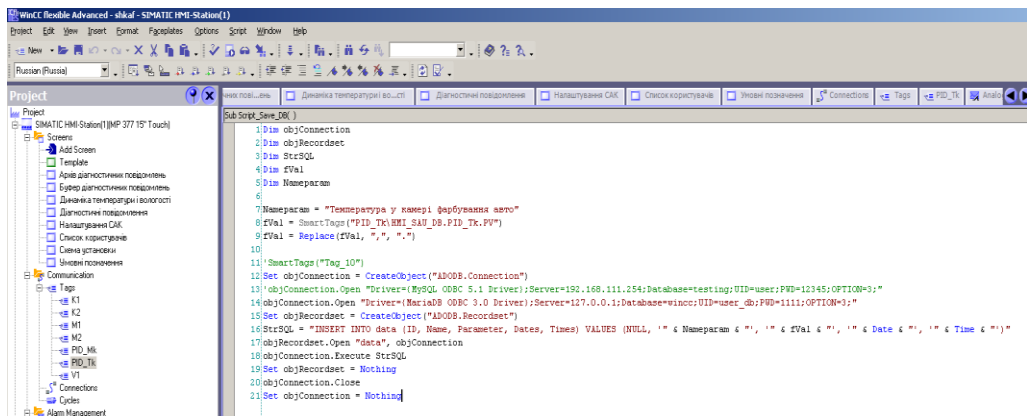 WinCC flexible Advanced - shkaf - SIMATIC HMI-Station(1)
Project Edit View Insert Format Faceplates Options Script Window Help
New
Russian (Russia)
Project
чних пові...ень Динаміка температури і во...сті Діагностичні повідомлення Налаштування САК Список користувачів Умовні позначення Connections Tags PID_Tk Analo
Project
SIMATIC HMI-Station(1)(MP 377 15" Touch)
Screens
Add Screen
Template
Архів діагностичних повідомлень
Буфер діагностичних повідомлень
Динаміка температури і вологості
Діагностичні повідомлення
Налаштування САК
Список користувачів
Схема установки
Умовні позначення
Communication
Tags
K1
K2
M1
M2
PID_Mk
PID_Tk
V1
Connections
Cycles
Alarm Management
Sub Script_Save_DB( )
1 Dim objConnection
2 Dim objRecordset
3 Dim StrSQL
4 Dim fVal
5 Dim Nameparam
6
7 Nameparam = "Температура у камері фарбування авто"
8 fVal = SmartTags("PID_Tk\HMI_SAU_DB.PID_Tk.PV")
9 fVal = Replace(fVal, ",", ".")
10
11 'SmartTags("Tag_10")
12 Set objConnection = CreateObject("ADODB.Connection")
13 'objConnection.Open "Driver={MySQL ODBC 5.1 Driver};Server=192.168.111.254;Database=testing;UID=user;PWD=12345;OPTION=3;"
14 objConnection.Open "Driver={MariaDB ODBC 3.0 Driver};Server=127.0.0.1;Database=wincc;UID=user_db;PWD=1111;OPTION=3;"
15 Set objRecordset = CreateObject("ADODB.Recordset")
16 StrSQL = "INSERT INTO data (ID, Name, Parameter, Dates, Times) VALUES (NULL, '" & Nameparam & "', '" & fVal & "', '" & Date & "', '" & Time & "')"
17 objRecordset.Open "data", objConnection
18 objConnection.Execute StrSQL
19 Set objRecordset = Nothing
20 objConnection.Close
21 Set objConnection = Nothing